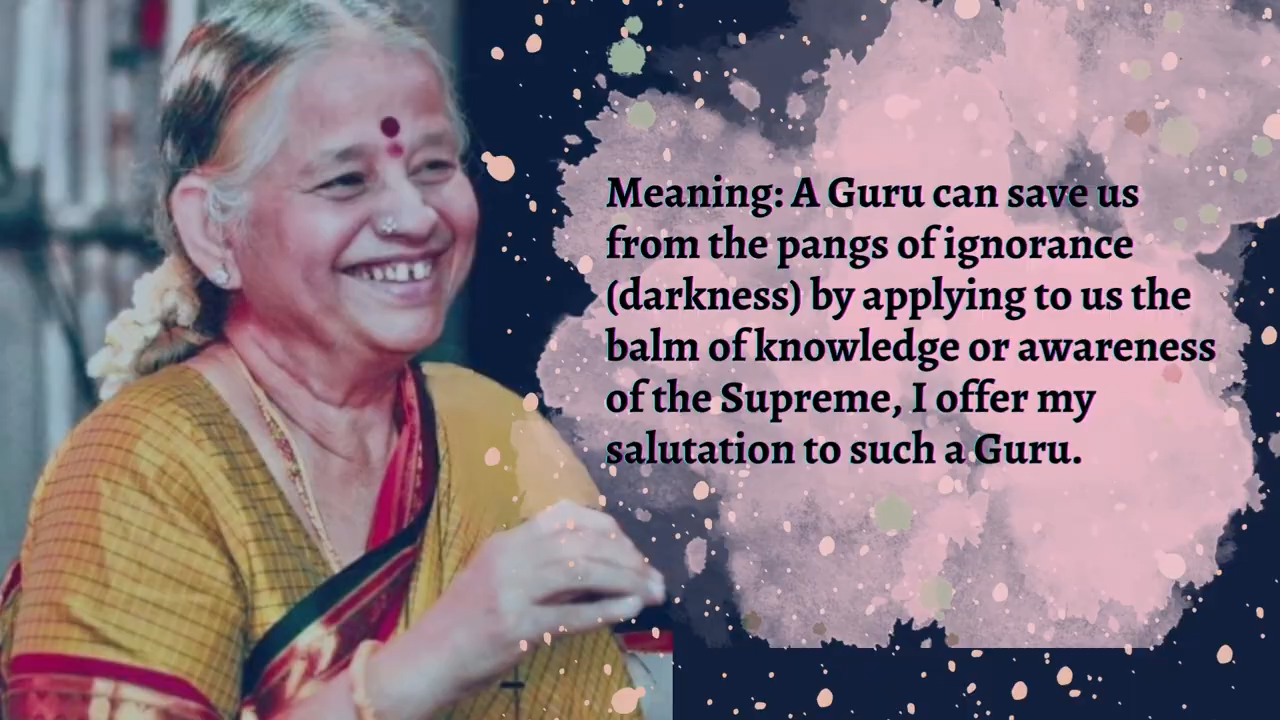 Meaning: A Guru can save us
from the pangs of ignorance
(darkness) by applying to us the
balm of knowledge or awareness
of the Supreme, I offer my
salutation to such a Guru.